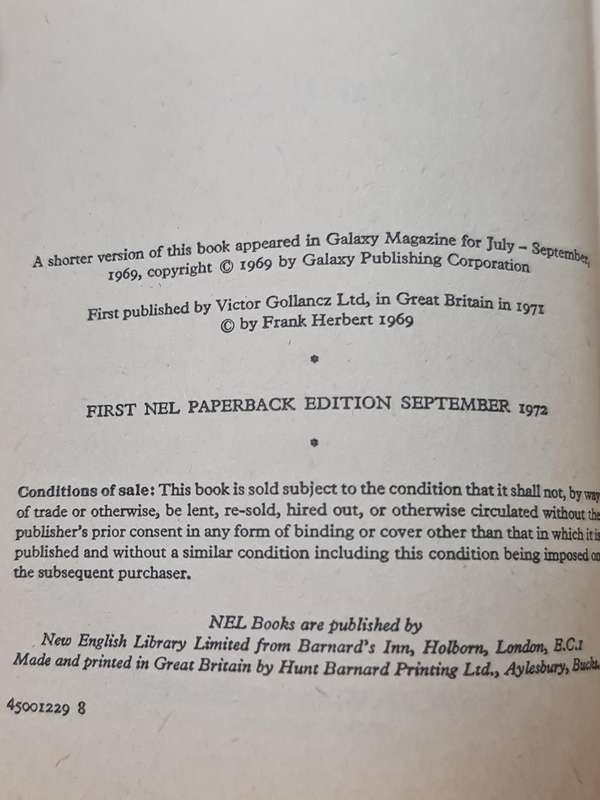 A shorter version of this book appeared in Galaxy Magazine for July – September,
1969, copyright © 1969 by Galaxy Publishing Corporation
First published by Victor Gollancz Ltd, in Great Britain in 1971
© by Frank Herbert 1969
*
FIRST NEL PAPERBACK EDITION SEPTEMBER 1972
*
Conditions of sale: This book is sold subject to the condition that it shall not, by way
of trade or otherwise, be lent, re-sold, hired out, or otherwise circulated without the
publisher's prior consent in any form of binding or cover other than that in which it is
published and without a similar condition including this condition being imposed on
the subsequent purchaser.
NEL Books are published by
New English Library Limited from Barnard's Inn, Holborn, London, E.C.1
Made and printed in Great Britain by Hunt Barnard Printing Ltd., Aylesbury, Bucks.
45001229 8